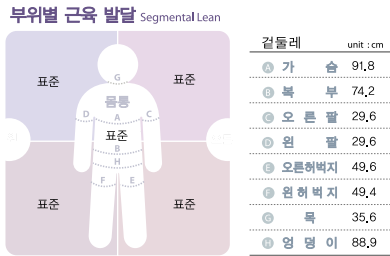 부위별 근육 발달 Segmental Lean
겉둘레 unit : cm
표준 G 표준
몸통
D A C
표준
B
H
F E
표준 표준
A 가 슴 91.8
B 복 부 74.2
C 오 른 팔 29.6
D 왼 팔 29.6
E 오른허벅지 49.6
F 왼 허 벅 지 49.4
G 목 35.6
H 엉 덩 이 88.9